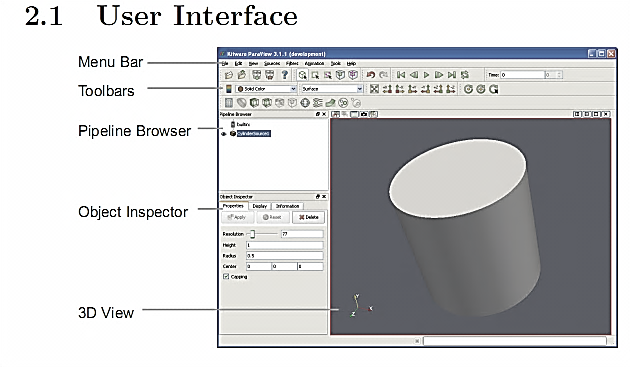 2.1 User Interface
Menu Bar
Toolbars
Pipeline Browser
Object Inspector
3D View
Kitware ParaView 3.1.1 (development)
File Edit View Sources Filters Animation Tools Help
Time: 0
0
Solid Color
Surface
Pipeline Browser
builtin:
CylinderSource1
Object Inspector
Properties Display Information
Apply Reset Delete
Resolution 77
Height 1
Radius 0.5
Center 0 0 0
Capping
Y
X
Z